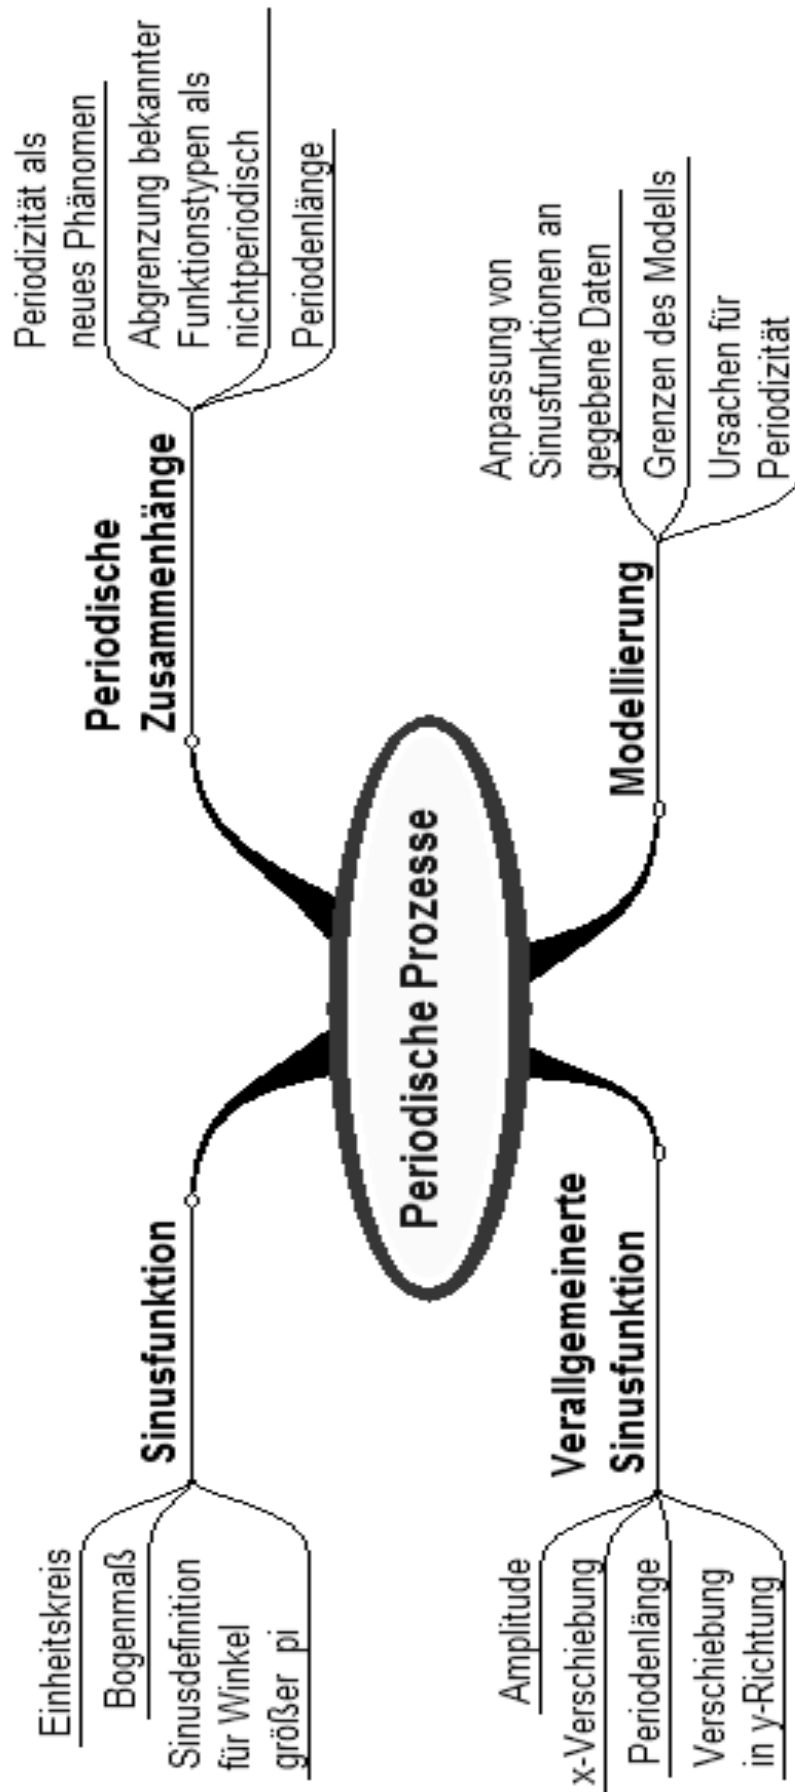 Einheitskreis
Bogenmaß
Sinusdefinition
für Winkel
größer pi
Sinusfunktion
Periodische
Zusammenhänge
Periodizität als
neues Phänomen
Abgrenzung bekannter
Funktionstypen als
nichtperiodisch
Periodenlänge
Periodische Prozesse
Amplitude
x-Verschiebung
Periodenlänge
Verschiebung
in y-Richtung
Verallgemeinerte
Sinusfunktion
Modellierung
Anpassung von
Sinusfunktionen an
gegebene Daten
Grenzen des Modells
Ursachen für
Periodizität